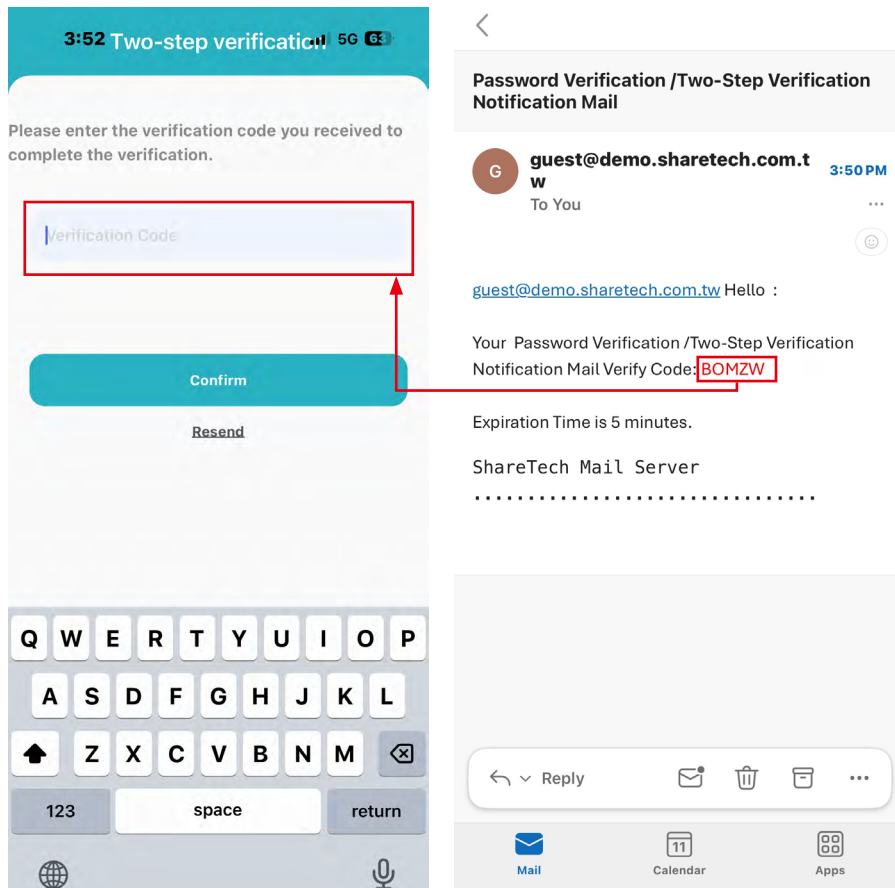 3:52 Two-step verification 5G 63
Please enter the verification code you received to
complete the verification.
Verification Code
Confirm
Resend
Q W E R T Y U I O P
A S D F G H J K L
Z X C V B N M
123 space return
Password Verification /Two-Step Verification
Notification Mail
G
guest@demo.sharetech.com.t
w
3:50 PM
To You
guest@demo.sharetech.com.tw Hello :
Your Password Verification /Two-Step Verification
Notification Mail Verify Code: BOMZW
Expiration Time is 5 minutes.
ShareTech Mail Server
................................
Reply
11
Mail Calendar Apps